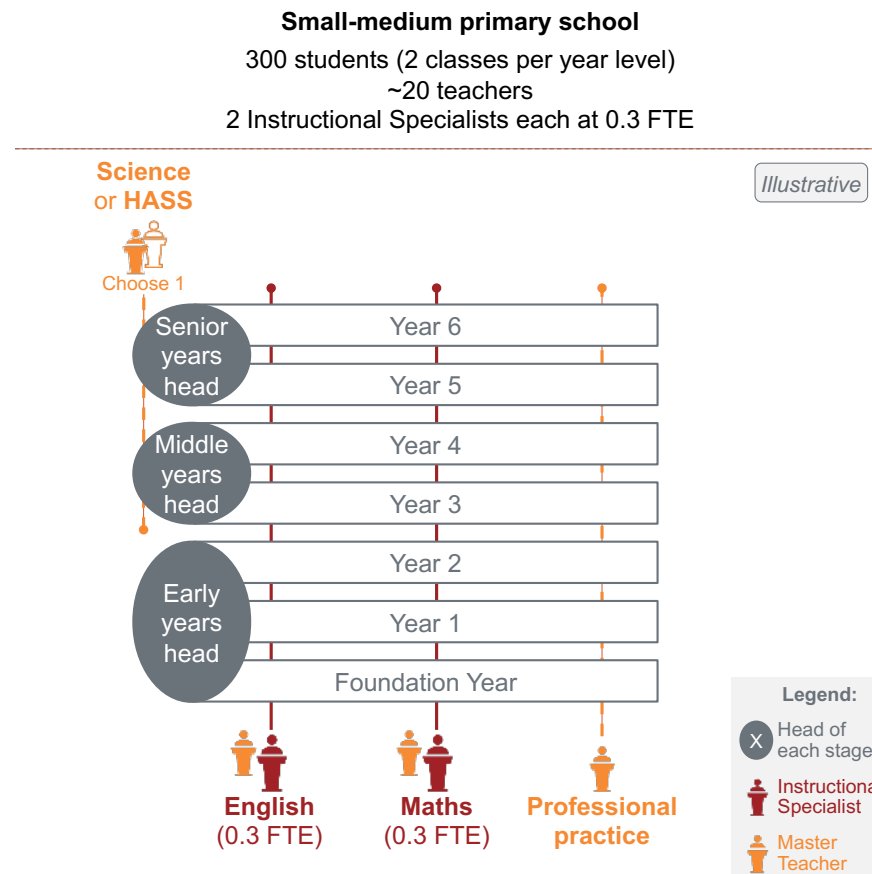 Small-medium primary school
300 students (2 classes per year level)
~20 teachers
2 Instructional Specialists each at 0.3 FTE
Science
or HASS
Illustrative
Choose 1
Senior
years
head
Year 6
Year 5
Middle
years
head
Year 4
Year 3
Early
years
head
Year 2
Year 1
Foundation Year
English
(0.3 FTE)
Maths
(0.3 FTE)
Professional
practice
Legend:
X
Head of
each stage
Instructiona
Specialist
Master
Teacher